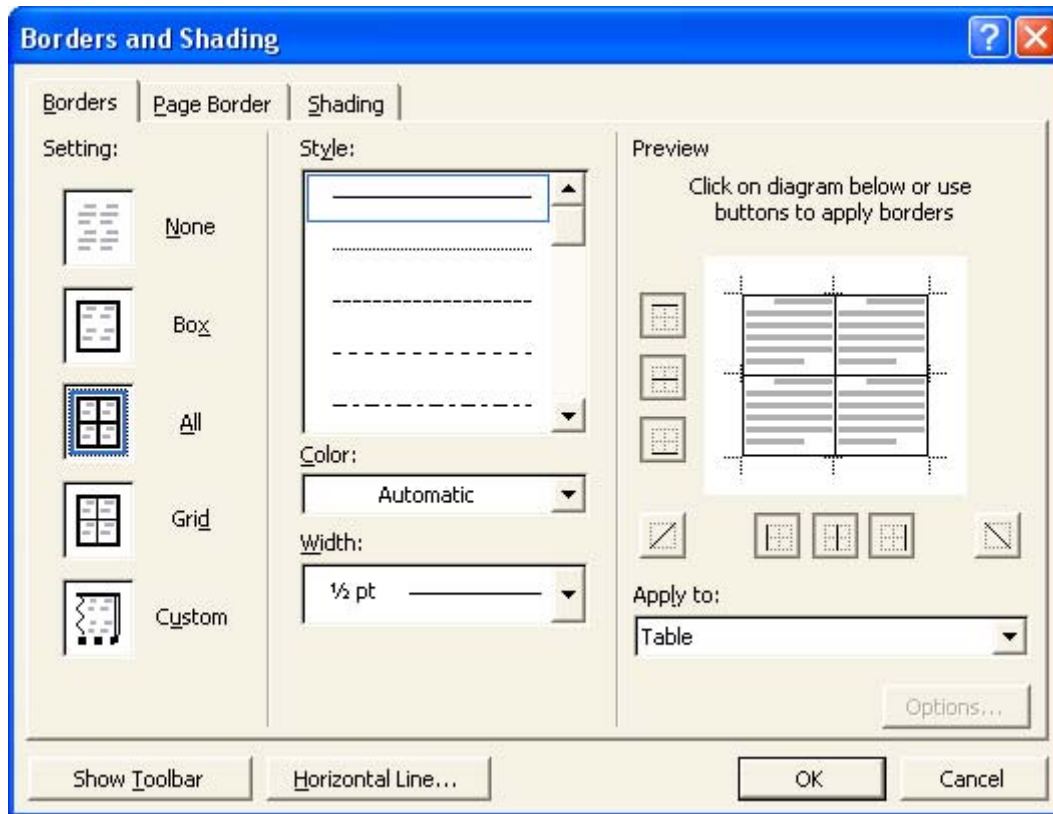 Borders and Shading
Borders
Page Border
Shading
Setting:
None
Box
All
Grid
Custom
Style:
Color:
Automatic
Width:
½ pt
Preview
Click on diagram below or use
buttons to apply borders
Apply to:
Table
Options...
Show Toolbar
Horizontal Line...
OK
Cancel